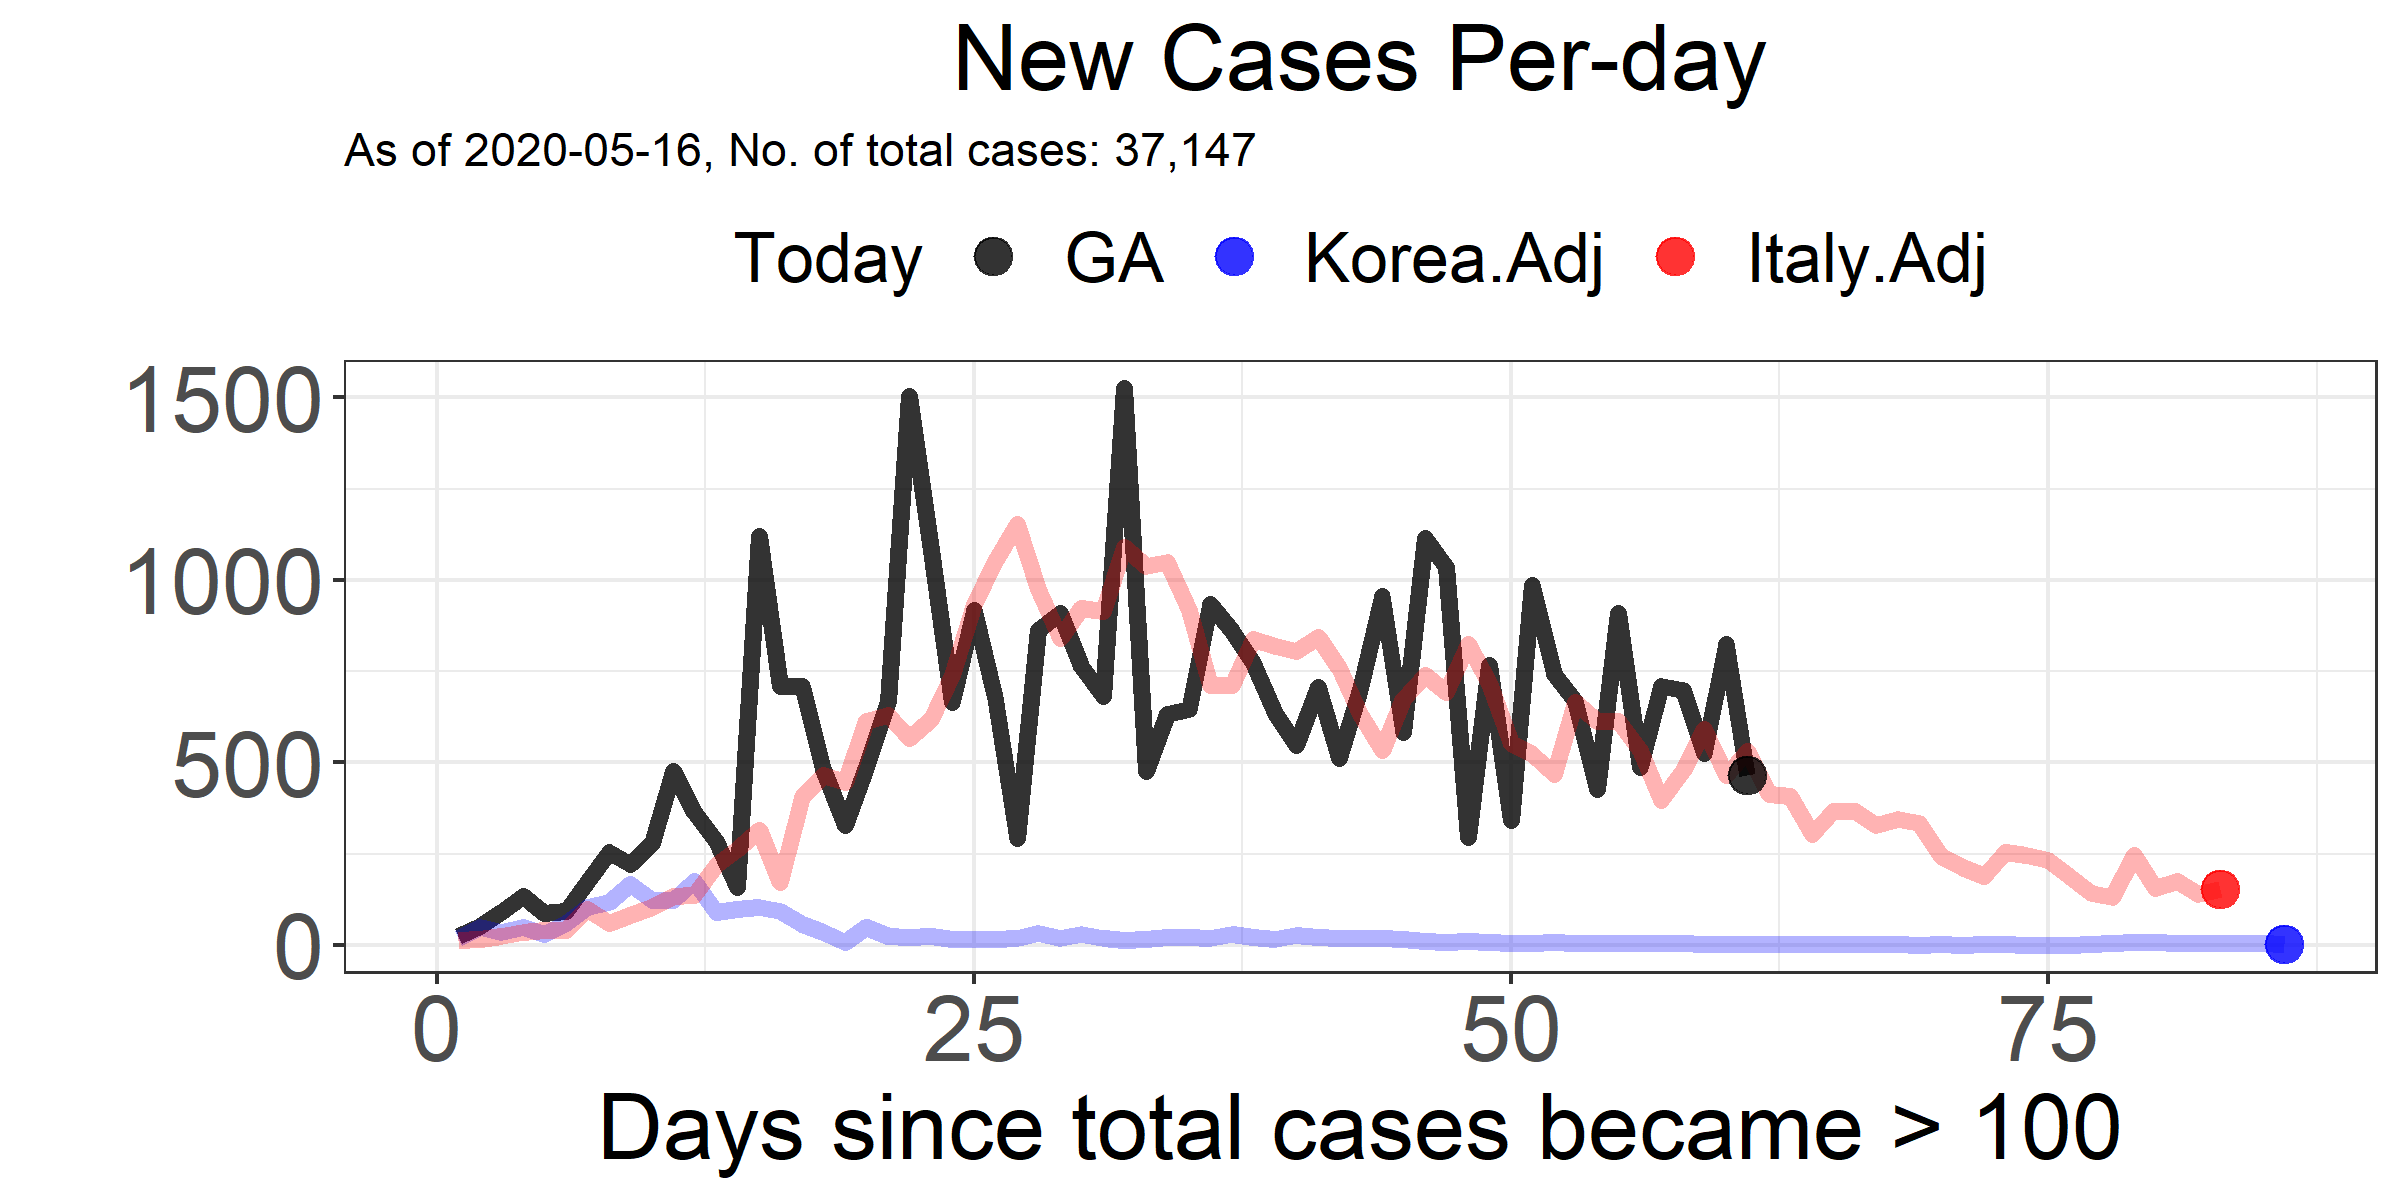 New Cases Per-day
As of 2020-05-16, No. of total cases: 37,147
Today GA Korea.Adj Italy.Adj
1500
1000
500
0
0 25 50 75
Days since total cases became > 100